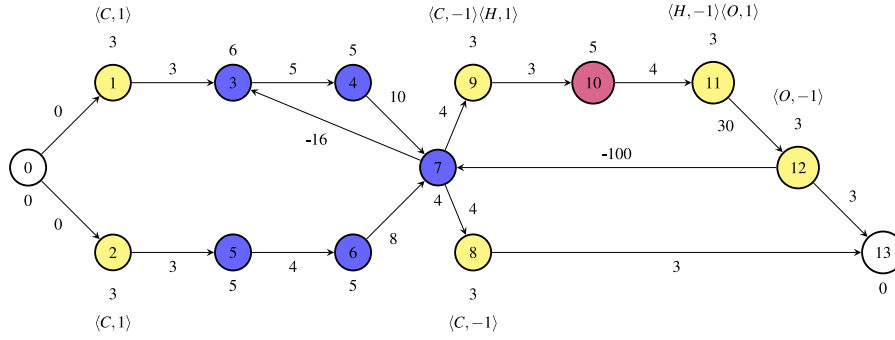 ⟨C, 1⟩ ⟨C, −1⟩⟨H, 1⟩ ⟨H, −1⟩⟨O, 1⟩
3 6 5 3 5 3
1 3 3 5 4 9 3 10 4 11 ⟨O, −1⟩
0 10 4 30 3
-16
0 7 -100 12
0 4
0 8 4 3
2 3 5 4 6 8 3 13
3 5 5 3 0
⟨C, 1⟩ ⟨C, −1⟩